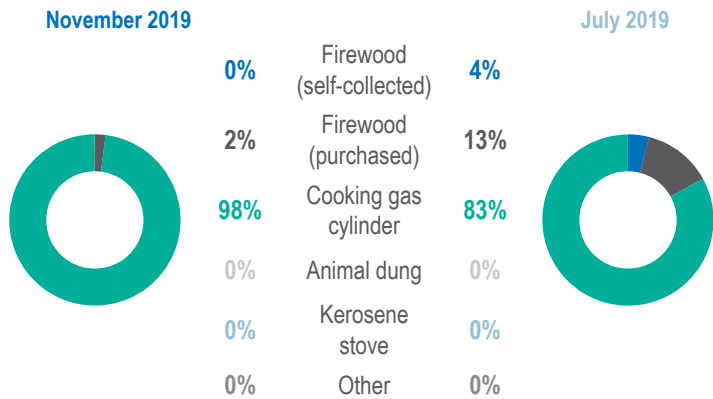 November 2019
July 2019
0%
Firewood
(self-collected)
4%
2%
Firewood
(purchased)
13%
98%
Cooking gas
cylinder
83%
0%
Animal dung
0%
0%
Kerosene
stove
0%
0%
Other
0%